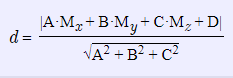 d = |A·Mx + B·My + C·Mz + D| / √A² + B² + C²